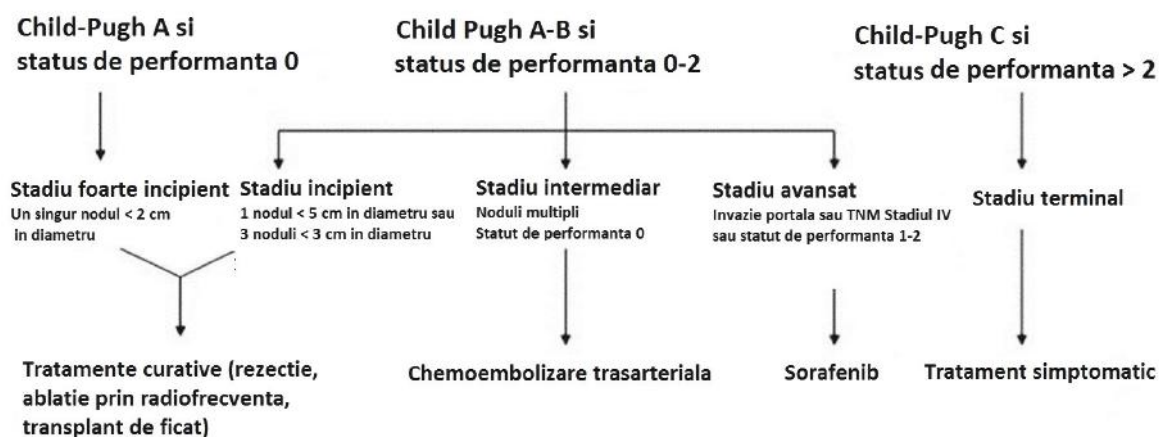 Child-Pugh A si
status de performanta 0
Child Pugh A-B si
status de performanta 0-2
Child-Pugh C si
status de performanta > 2
Stadiu foarte incipient
Un singur nodul < 2 cm
in diametru
Stadiu incipient
1 nodul < 5 cm in diametru sau
3 noduli < 3 cm in diametru
Stadiu intermediar
Noduli multipli
Statut de performanta 0
Stadiu avansat
Invazie portala sau TNM Stadiul IV
sau statut de performanta 1-2
Stadiu terminal
Tratamente curative (rezectie,
ablatie prin radiofrecventa,
transplant de ficat)
Chemoembolizare trasarteriala
Sorafenib
Tratament simptomatic